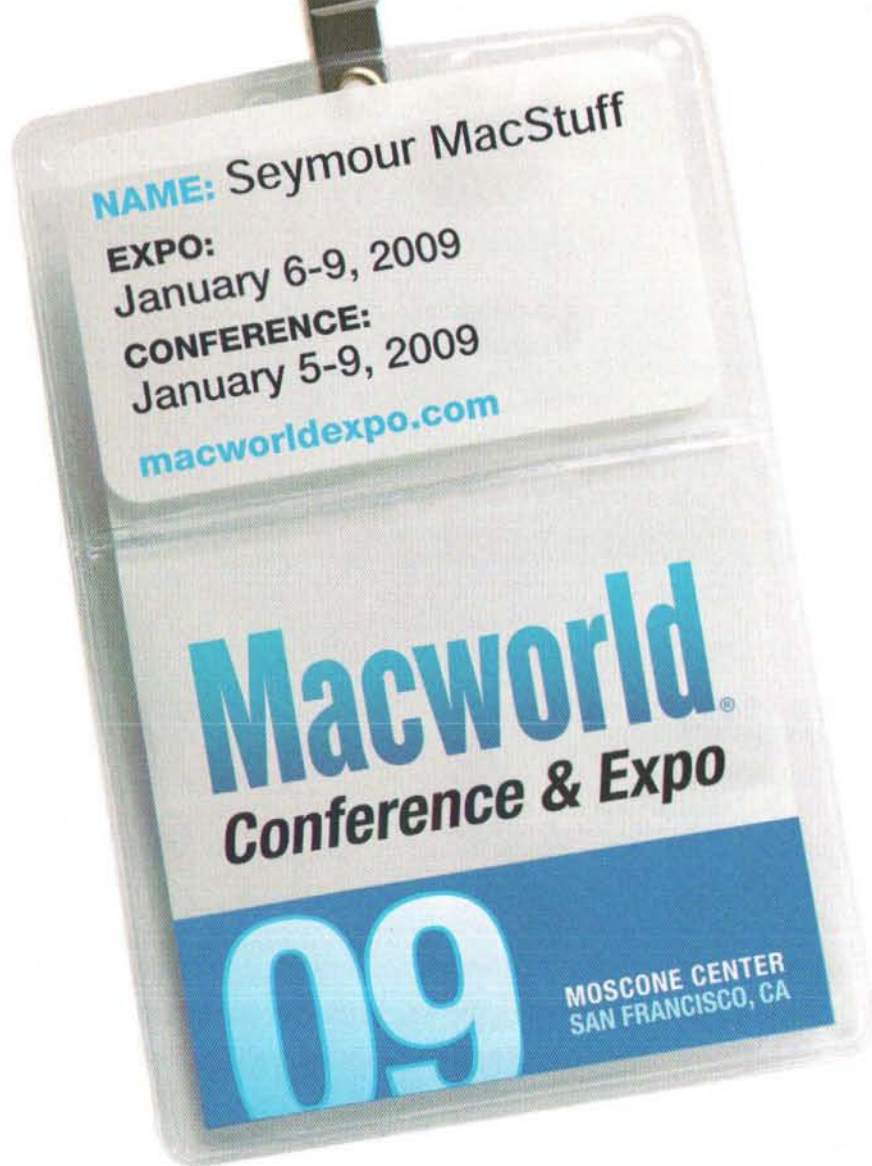 NAME: Seymour MacStuff
EXPO:
January 6-9, 2009
CONFERENCE:
January 5-9, 2009
macworldexpo.com
Macworld®
Conference & Expo
09
MOSCONE CENTER
SAN FRANCISCO, CA